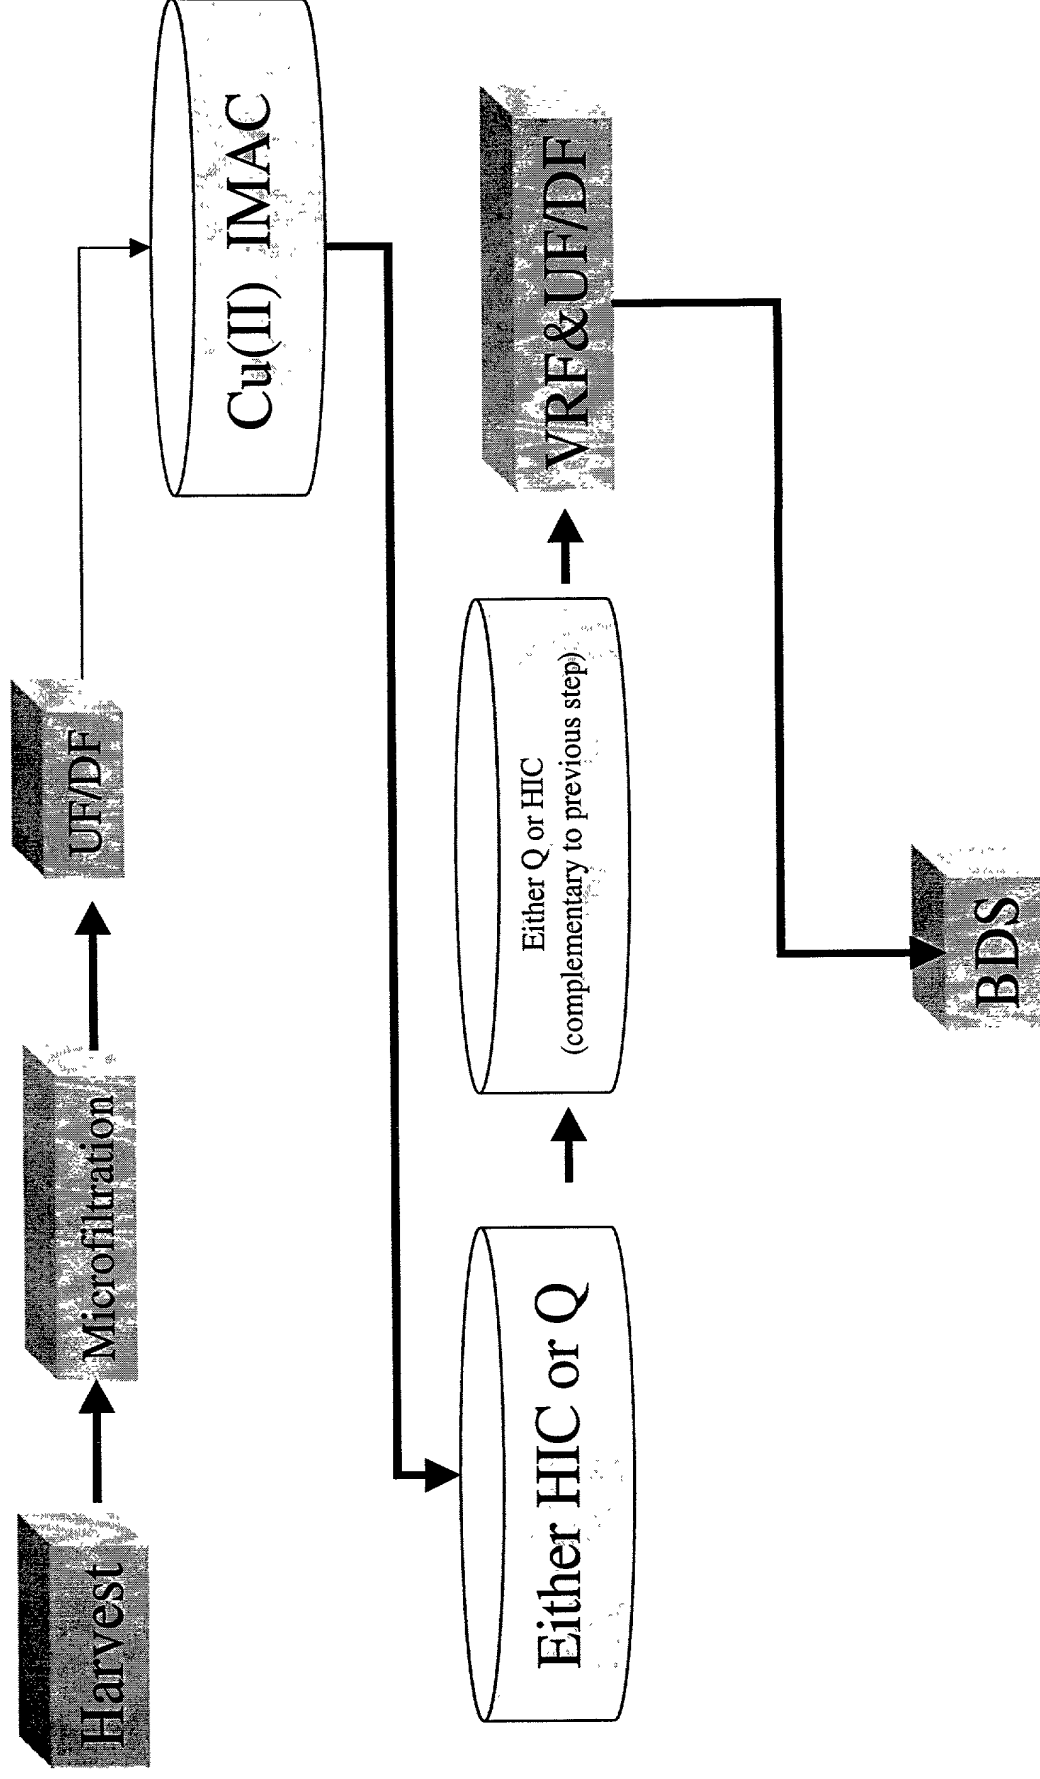 Harvest
Microfiltration
UF/DF
Cu(II) IMAC
Either HIC or Q
Either Q or HIC
(complementary to previous step)
VRF&UF/DF
BDS